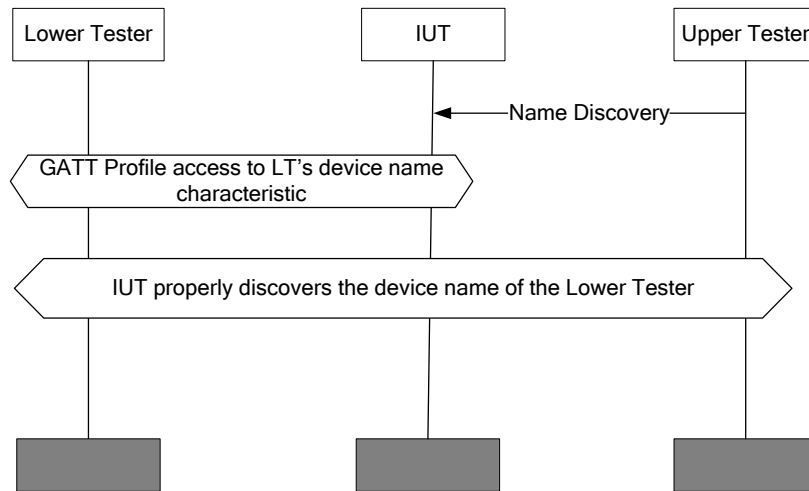 Lower Tester
IUT
Upper Tester
Name Discovery
GATT Profile access to LT’s device name
characteristic
IUT properly discovers the device name of the Lower Tester